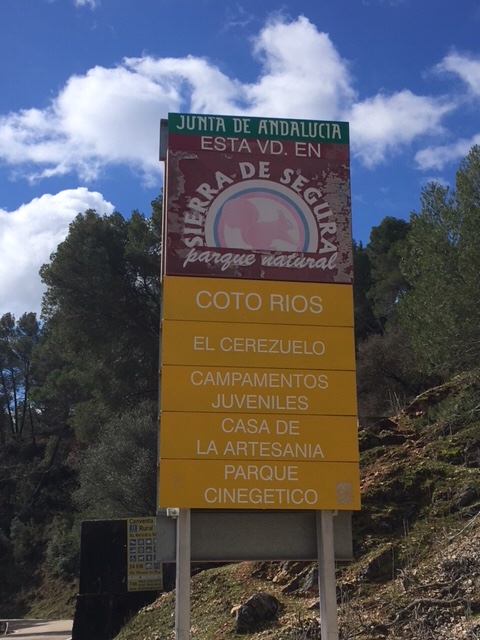 JUNTA DE ANDALUCIA
ESTA VD. EN
SIERRA DE SEGURA
parque natural
COTO RIOS
EL CEREZUELO
CAMPAMENTOS
JUVENILES
CASA DE
LA ARTESANIA
PARQUE
CINEGETICO
Rural